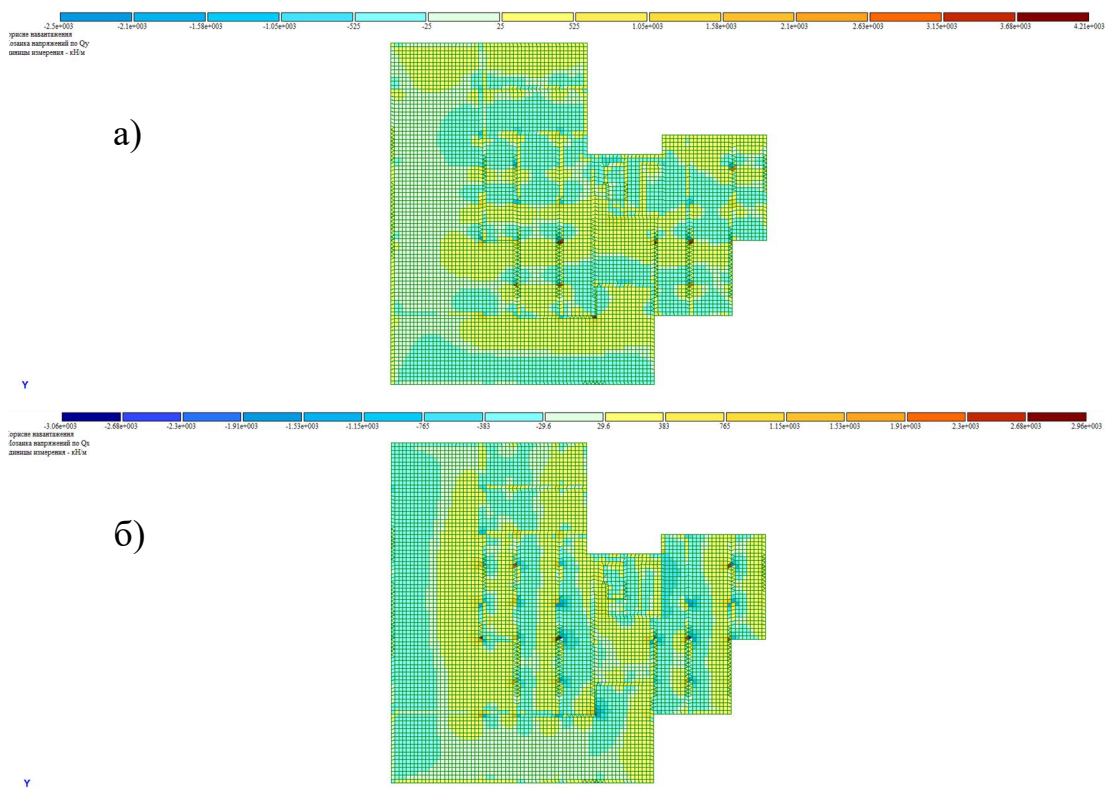 -2.5e+003 -2.1e+003 -1.58e+003 -1.05e+003 -525 -25 25 525 1.05e+003 1.58e+003 2.1e+003 2.63e+003 3.15e+003 3.68e+003 4.21e+003
орисне навантаження
озаика напряжений по Qy
диницы измерения - кН/м
а)
Y
-3.06e+003 -2.68e+003 -2.3e+003 -1.91e+003 -1.53e+003 -1.15e+003 -765 -383 -29.6 29.6 383 765 1.15e+003 1.53e+003 1.91e+003 2.3e+003 2.68e+003 2.96e+003
орисне навантаження
озаика напряжений по Qx
диницы измерения - кН/м
б)
Y